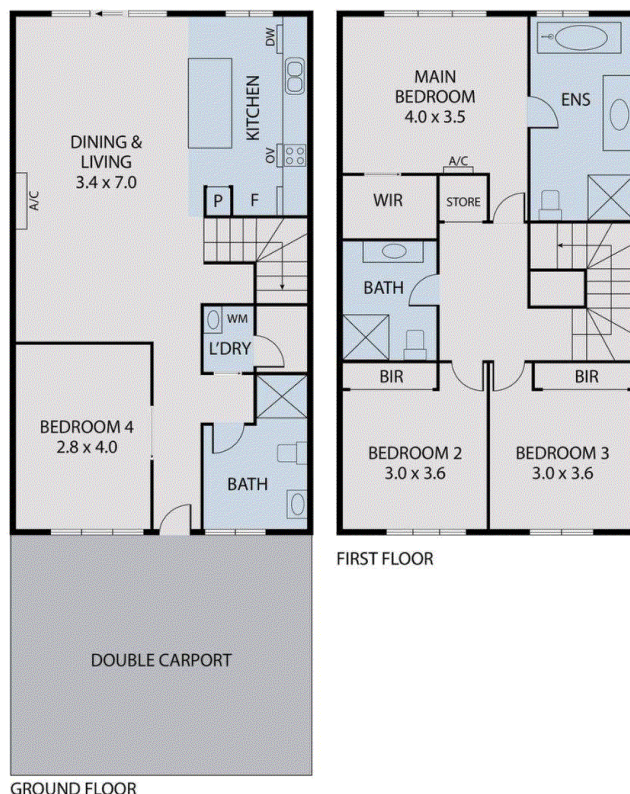 DW
KITCHEN
DINING &
LIVING
3.4 x 7.0
OV
A/C
P
F
WM
L'DRY
BEDROOM 4
2.8 x 4.0
BATH
DOUBLE CARPORT
GROUND FLOOR
MAIN
BEDROOM
4.0 x 3.5
ENS
A/C
WIR
STORE
BATH
BIR
BIR
BEDROOM 2
3.0 x 3.6
BEDROOM 3
3.0 x 3.6
FIRST FLOOR